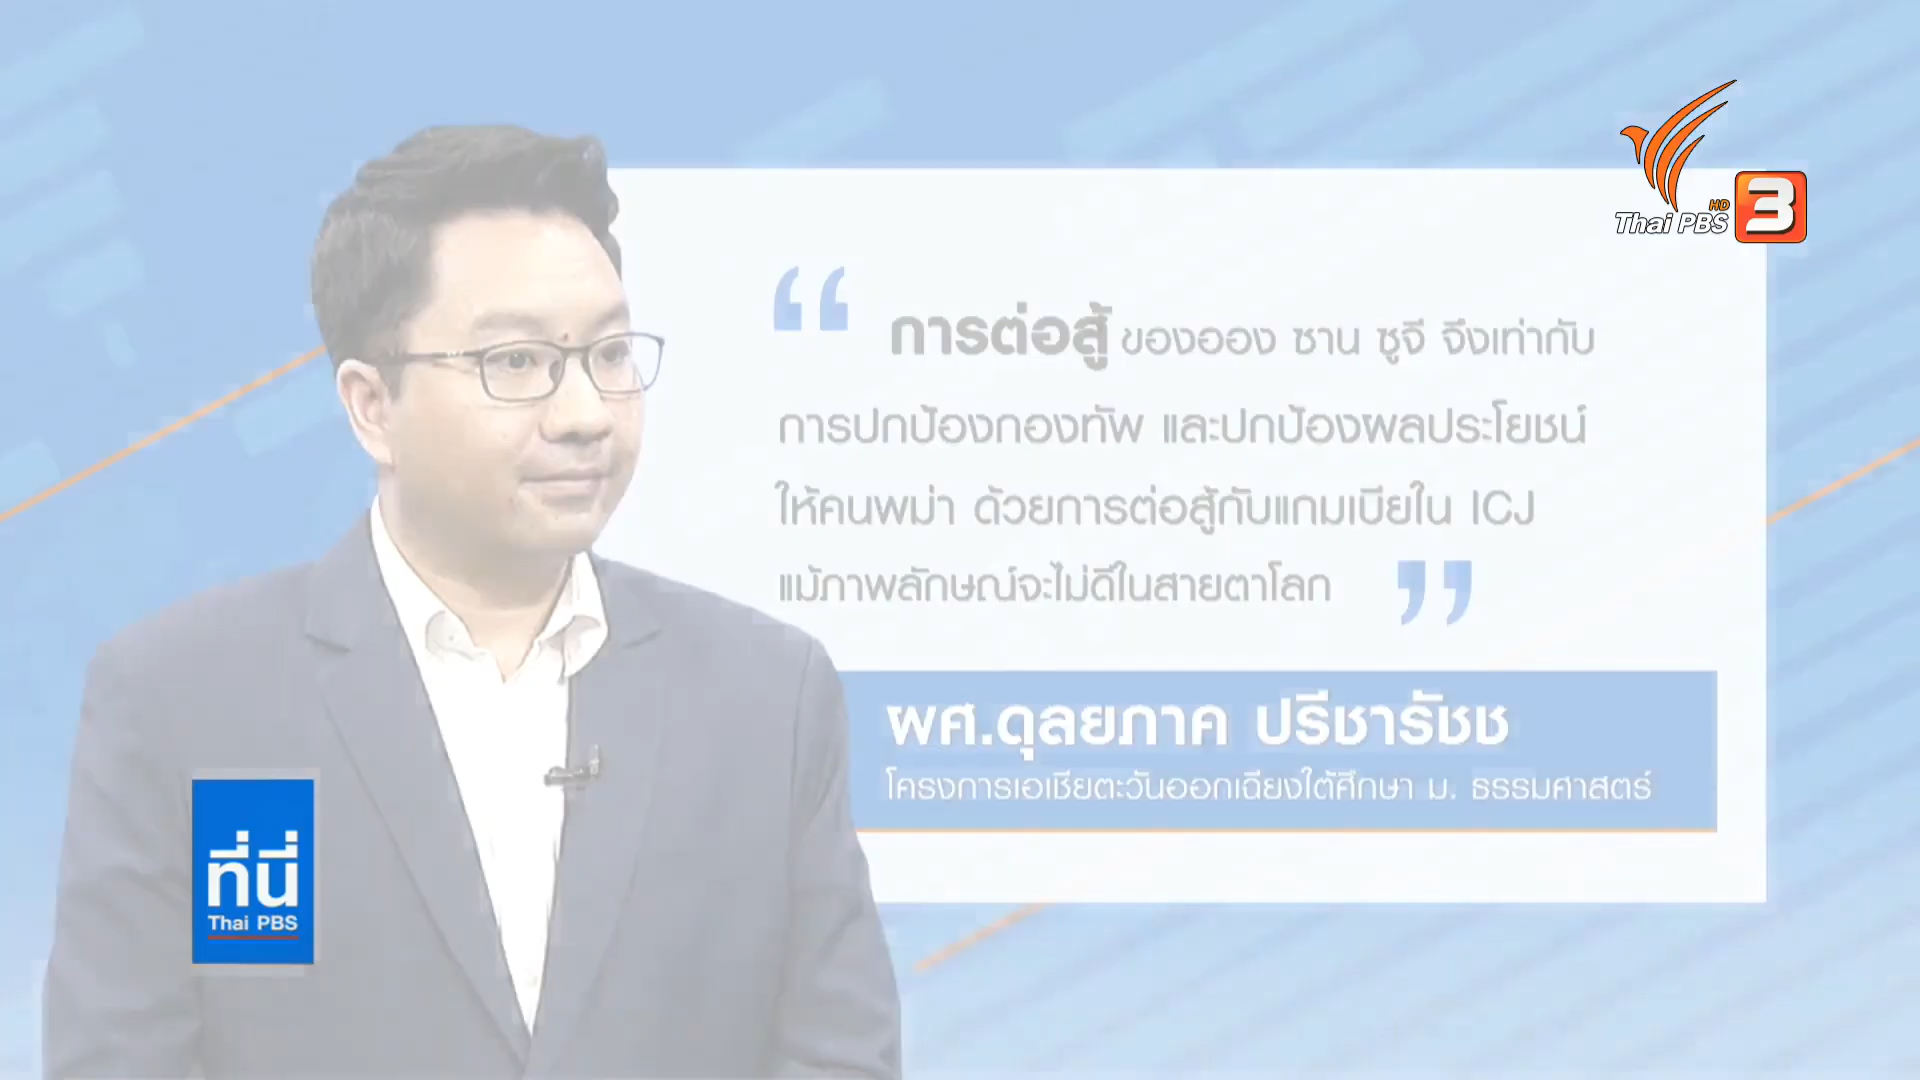 HD
Thai PBS 3
“ การต่อสู้ ของออง ซาน ซูจี จึงเท่ากับ
การปกป้องกองทัพ และปกป้องผลประโยชน์
ให้คนพม่า ด้วยการต่อสู้กับแกมเบียใน ICJ
แม้ภาพลักษณ์จะไม่ดีในสายตาโลก ”
ผศ.ดุลยภาค ปรีชารัชช
โครงการเอเชียตะวันออกเฉียงใต้ศึกษา ม. ธรรมศาสตร์
ที่นี่
Thai PBS